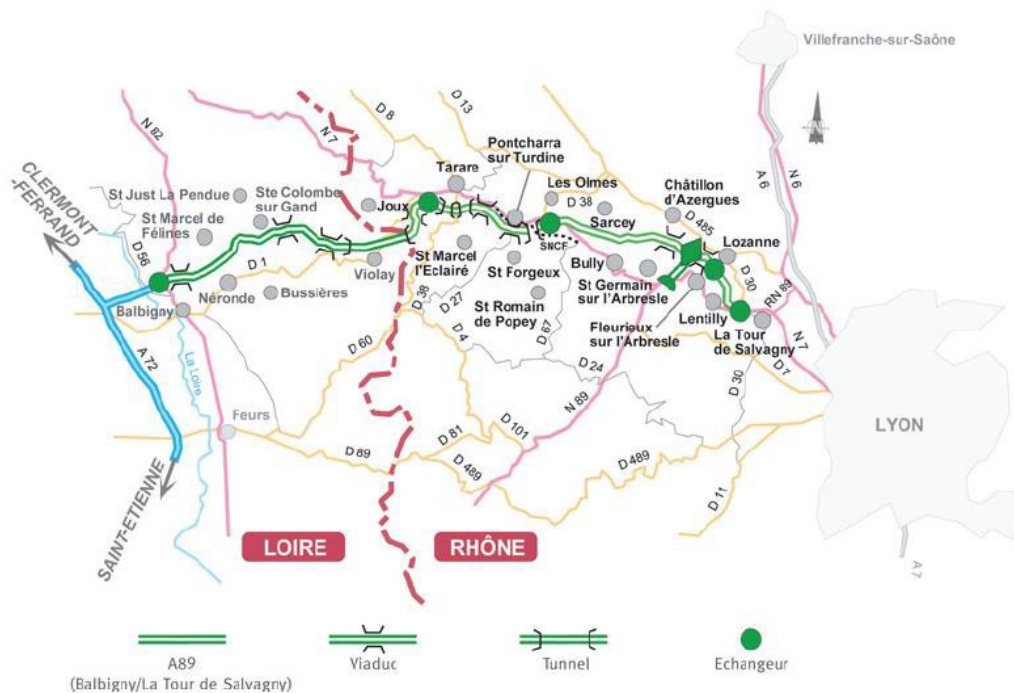 Villefranche-sur-Saône
N 82
D 8
D 13
N 7
A 6
N 6
N
CLERMONT
-FERRAND
St Just La Pendue
Ste Colombe
sur Gand
St Marcel de
Félines
D 56
Joux
Tarare
Pontcharra
sur Turdine
Les Olmes
D 38
Sarcey
Châtillon
d'Azergues
D 485
Lozanne
SNCF
D 1
Violay
St Marcel
l'Eclairé
St Forgeux
Bully
St Germain
sur l'Arbresle
D 30
RN 89
Balbigny
Néronde
Bussières
D 38
D 27
St Romain
de Popey
D 67
Fleurieux
sur l'Arbresle
Lentilly
La Tour
de Salvagny
N 7
D 7
A 72
La Loire
D 60
D 4
D 24
N 89
D 30
Feurs
D 89
D 81
D 101
D 489
D 489
D 11
LYON
SAINT-ETIENNE
LOIRE
RHÔNE
A7
A89
(Balbigny/La Tour de Salvagny)
Viaduc
Tunnel
Echangeur